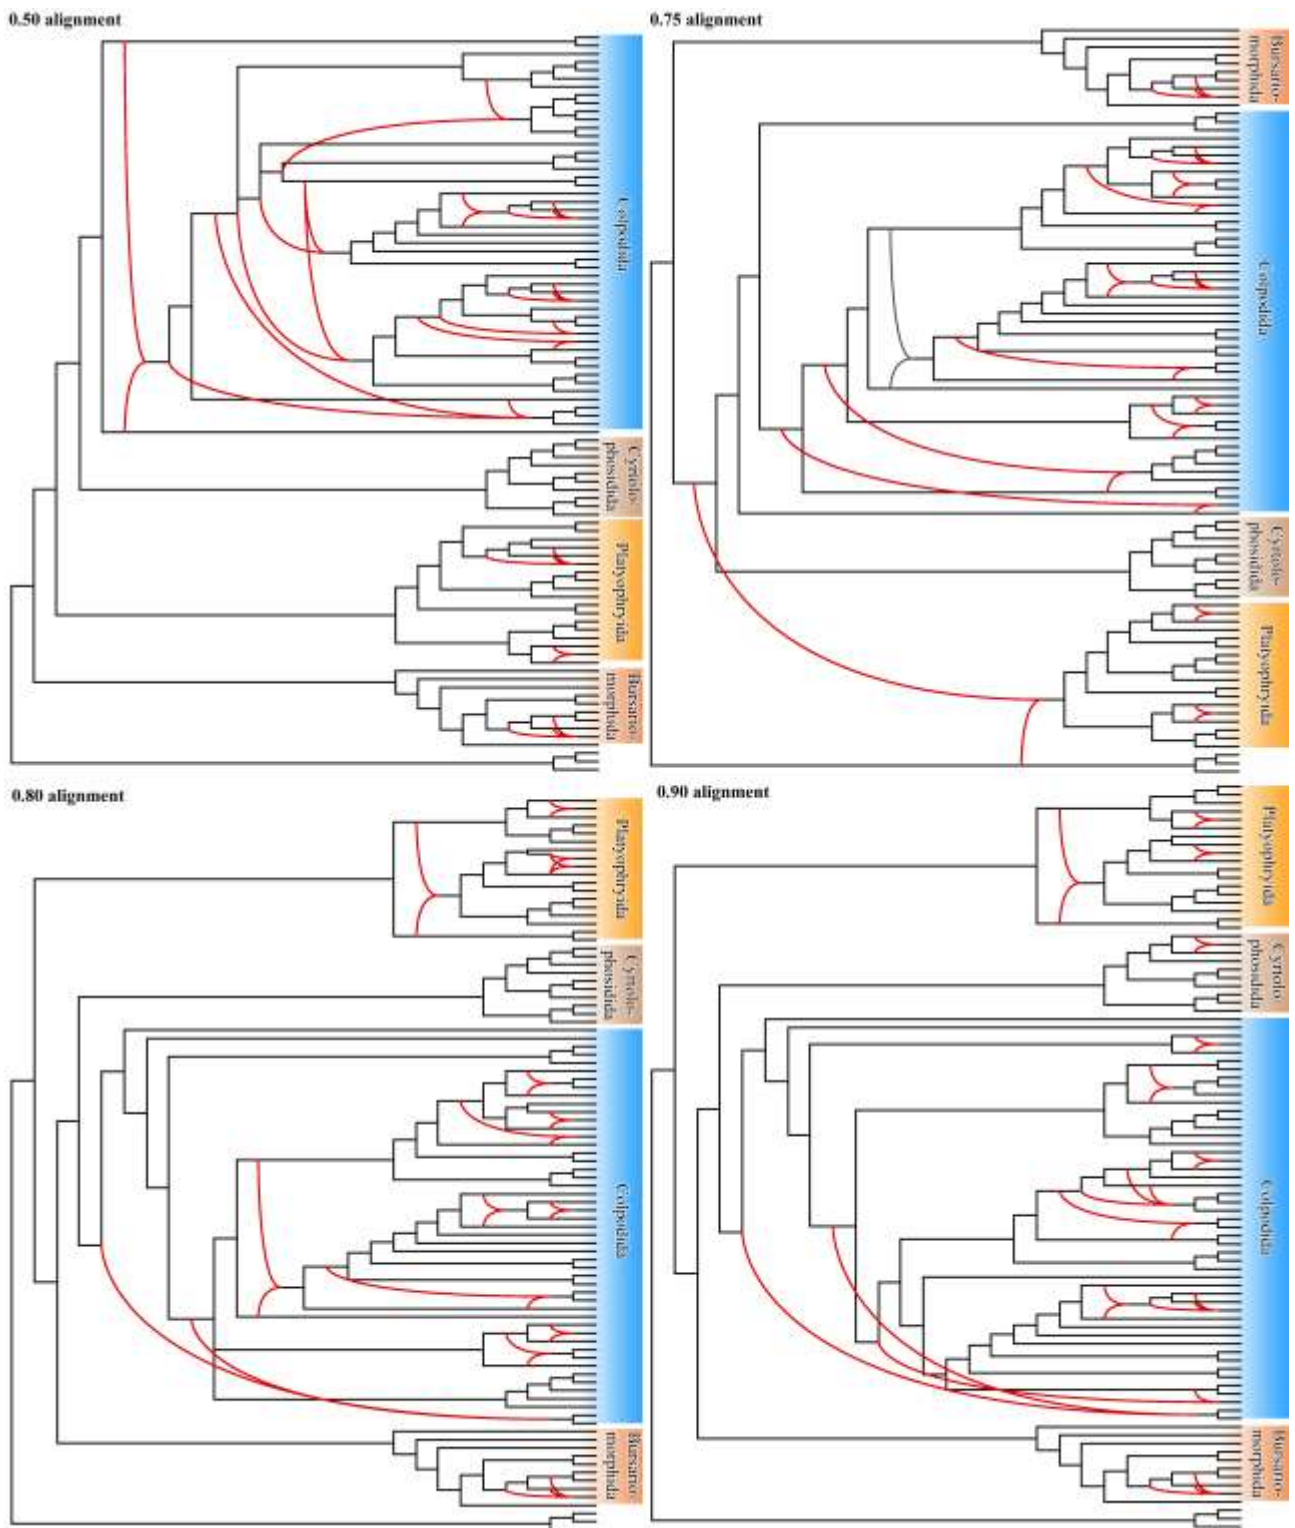 0.50 alignment
Colpodida
Cyrtolo-
phosidida
Platyophryida
Bursario-
morphida
0.75 alignment
Bursario-
morphida
Colpodida
Cyrtolo-
phosidida
Platyophryida
0.80 alignment
Platyophryida
Cyrtolo-
phosidida
Colpodida
Bursario-
morphida
0.90 alignment
Platyophryida
Cyrtolo
phosidida
Colpodida
Bursario-
morphida